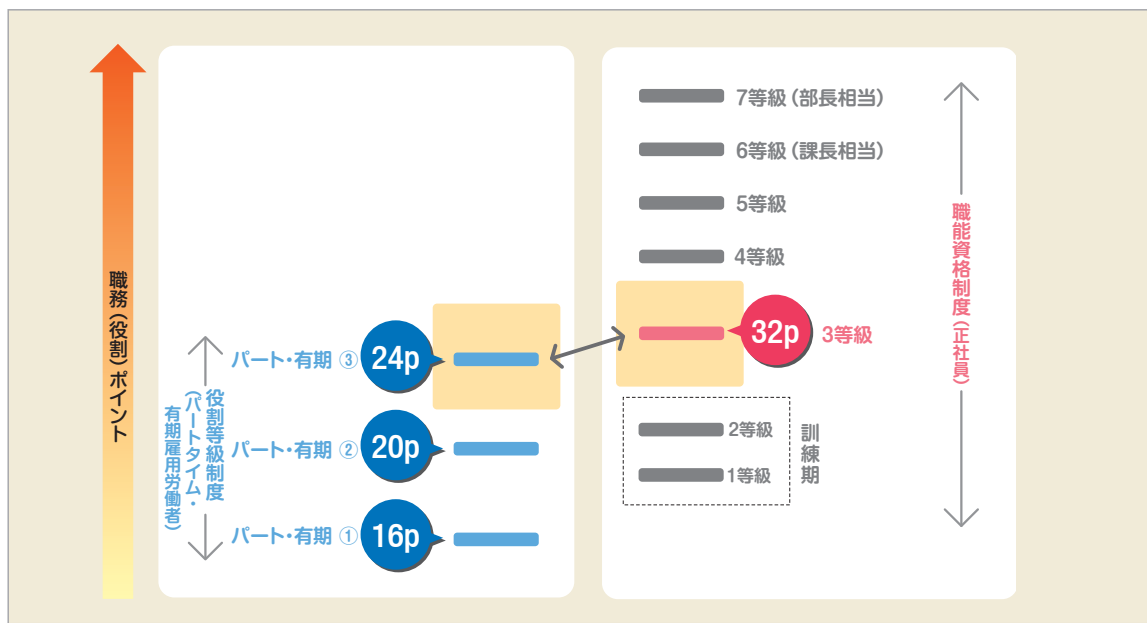 職務(役割)ポイント
役割等級制度
(パートタイム・
有期雇用労働者)
パート・有期 ③
24p
パート・有期 ②
20p
パート・有期 ①
16p
7等級(部長相当)
6等級(課長相当)
5等級
4等級
32p
3等級
2等級
1等級
訓練期
職能資格制度(正社員)